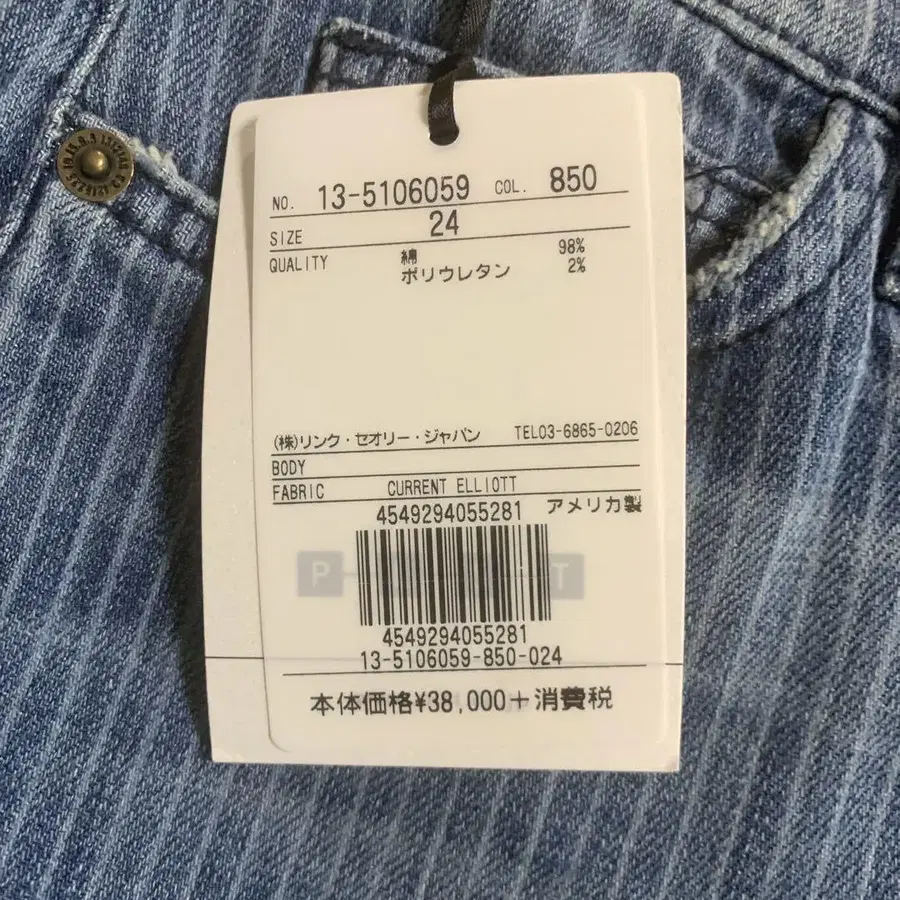 NO. 13-5106059 COL. 850
SIZE 24
QUALITY 綿 98%
ポリウレタン 2%
(株)リンク・セオリー・ジャパン TEL03-6865-0206
BODY
FABRIC CURRENT ELLIOTT
4549294055281 アメリカ製
P T
4549294055281
13-5106059-850-024
本体価格¥38,000+消費税